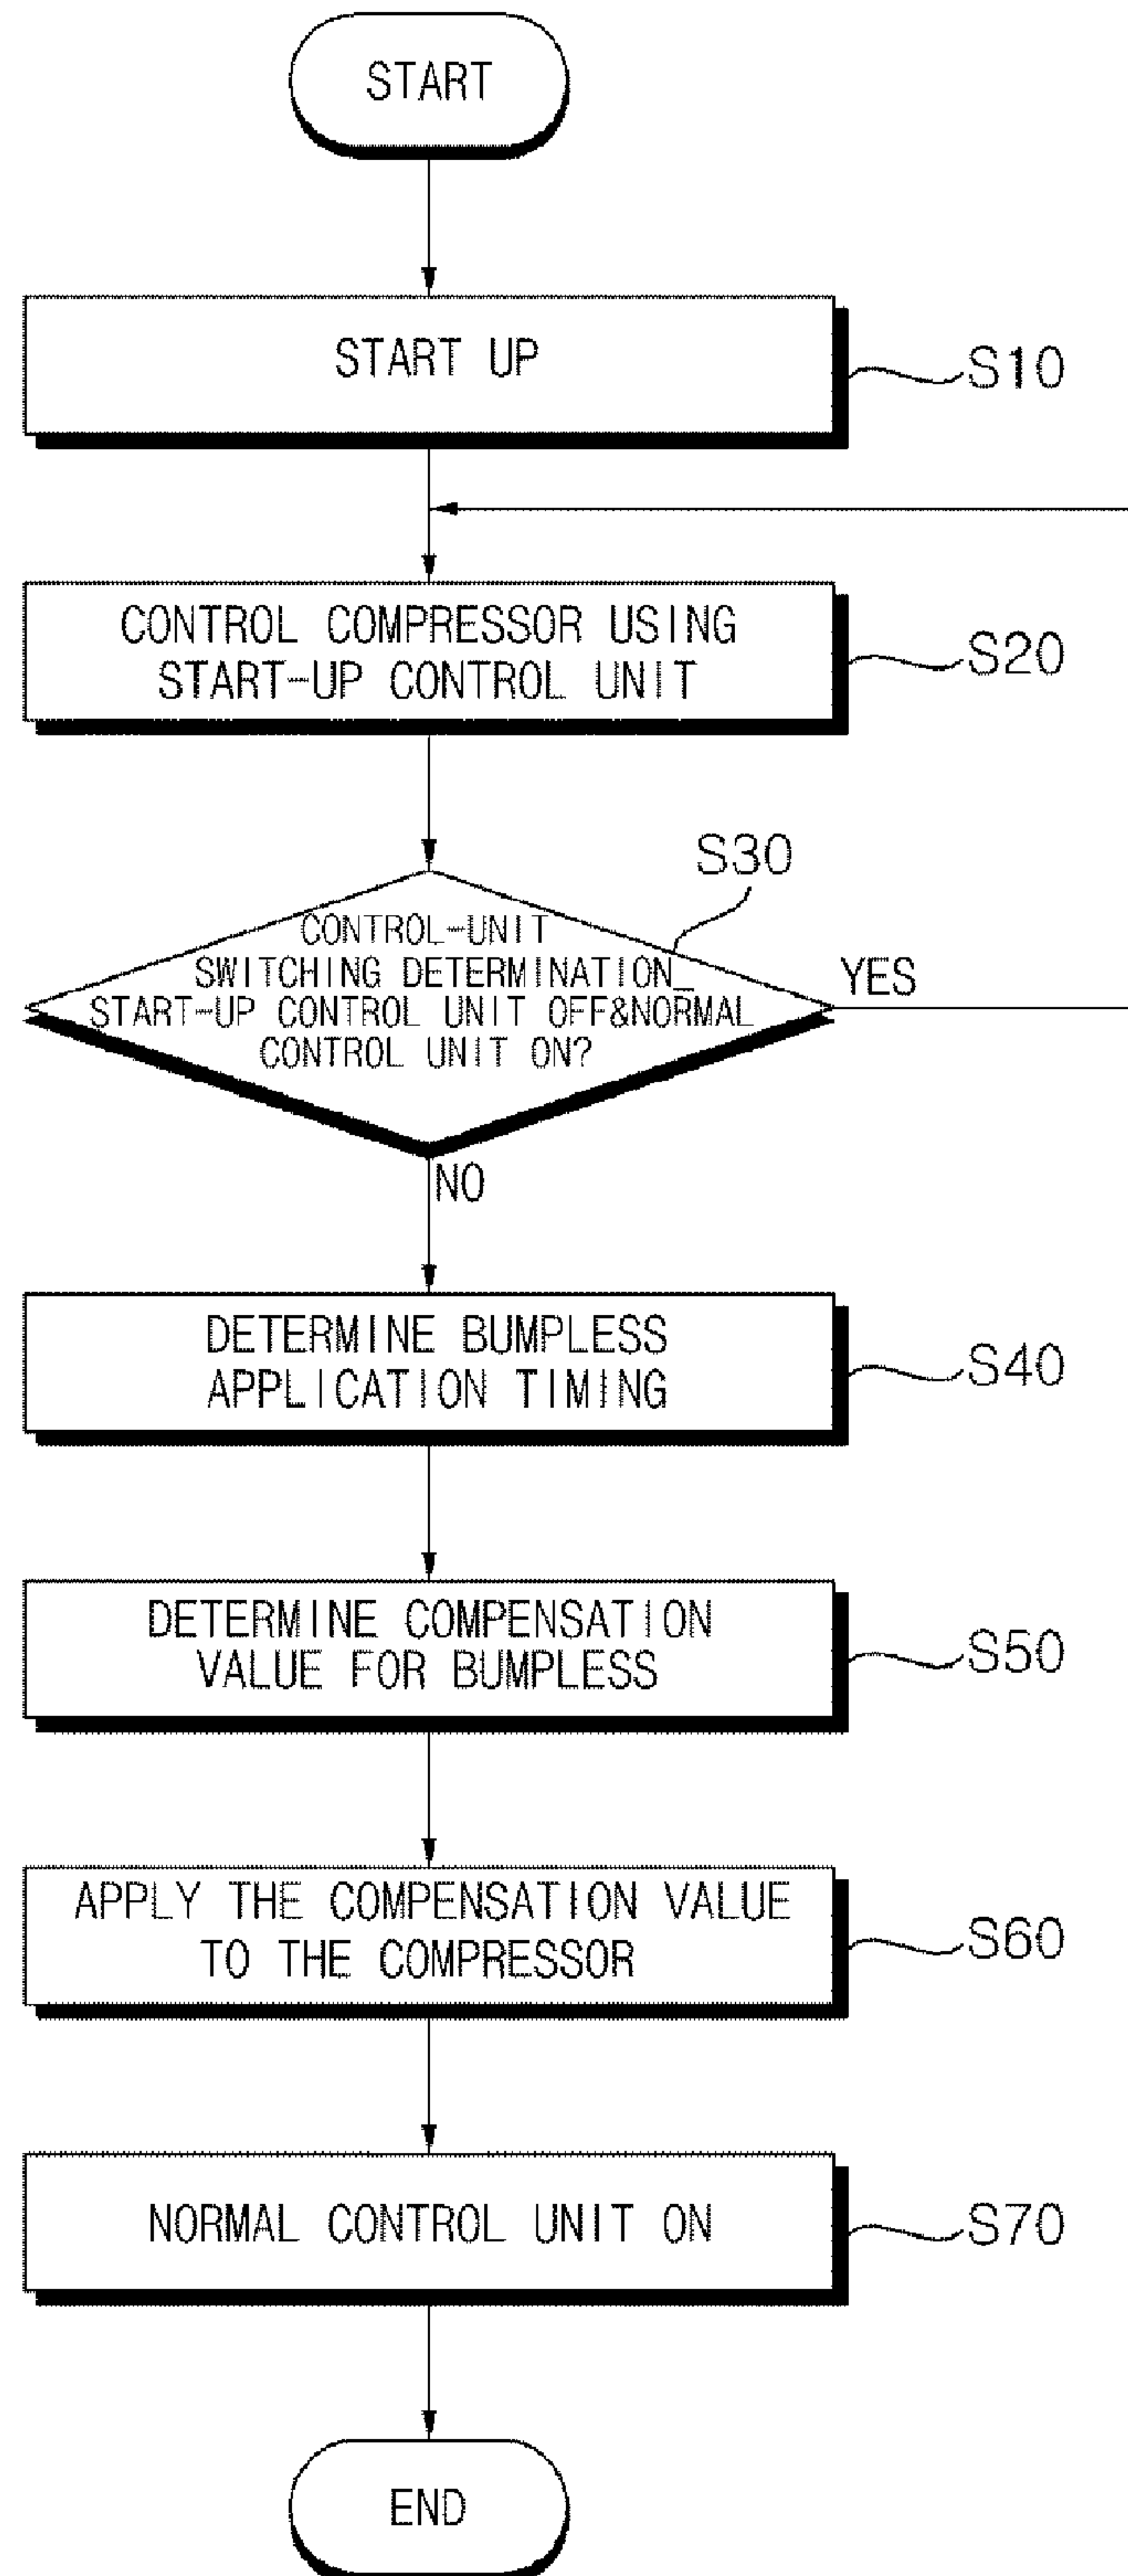 START
START UP
S10
CONTROL COMPRESSOR USING
START-UP CONTROL UNIT
S20
S30
CONTROL-UNIT
SWITCHING DETERMINATION_
START-UP CONTROL UNIT OFF&NORMAL
CONTROL UNIT ON?
YES
NO
DETERMINE BUMPLESS
APPLICATION TIMING
S40
DETERMINE COMPENSATION
VALUE FOR BUMPLESS
S50
APPLY THE COMPENSATION VALUE
TO THE COMPRESSOR
S60
NORMAL CONTROL UNIT ON
S70
END